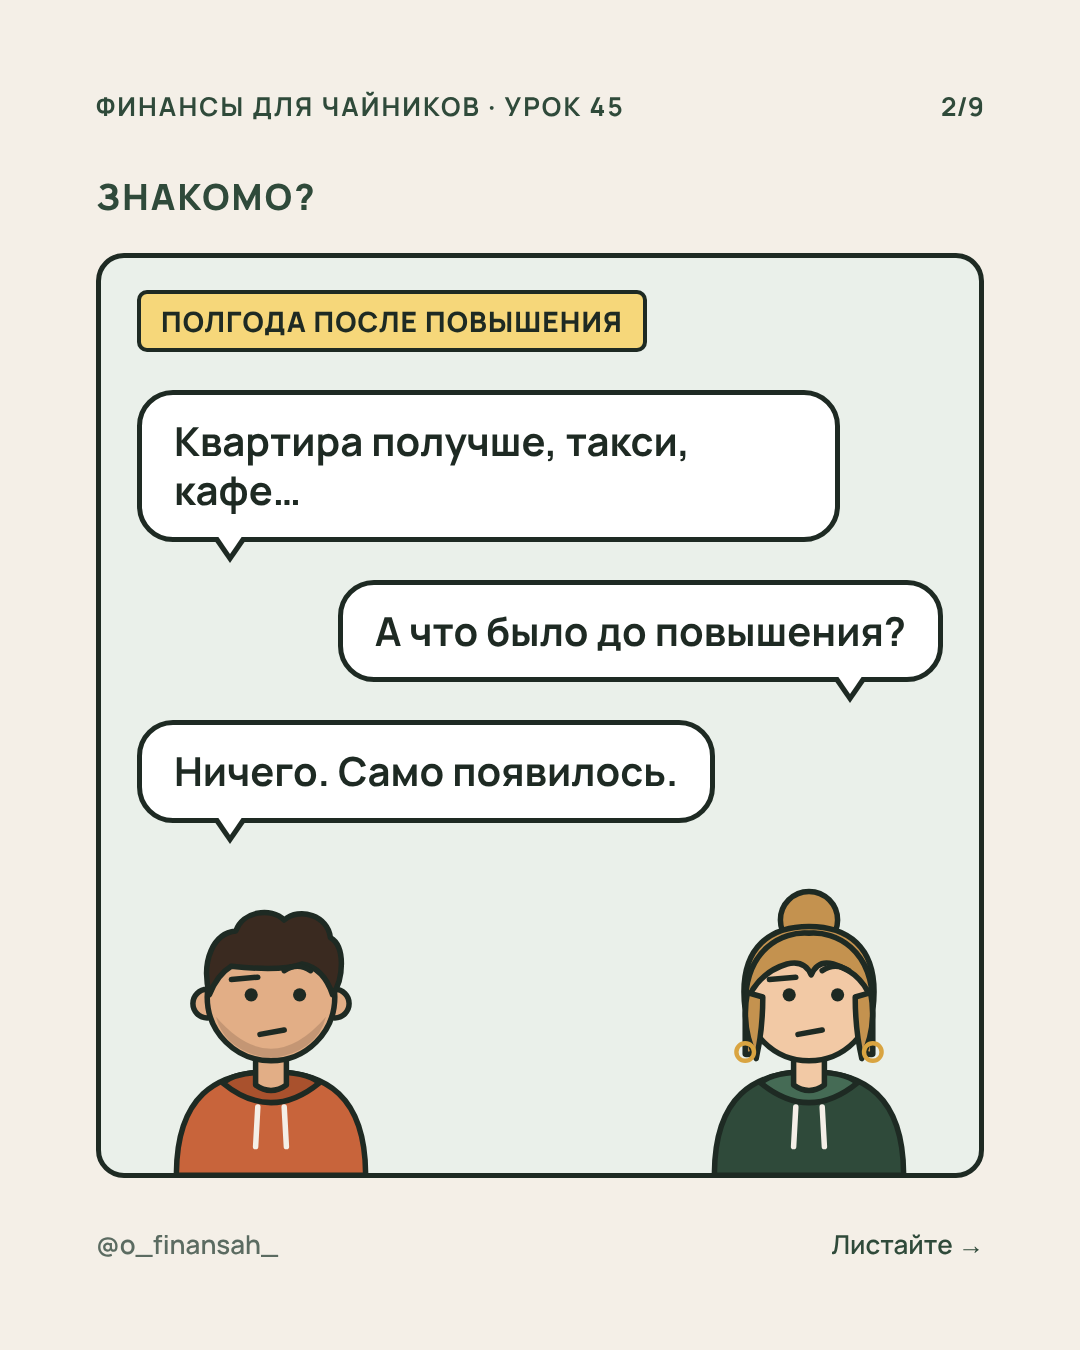 ФИНАНСЫ ДЛЯ ЧАЙНИКОВ · УРОК 45
2/9
ЗНАКОМО?
ПОЛГОДА ПОСЛЕ ПОВЫШЕНИЯ
Квартира получше, такси,
кафе…
А что было до повышения?
Ничего. Само появилось.
@o_finansah_
Листайте →